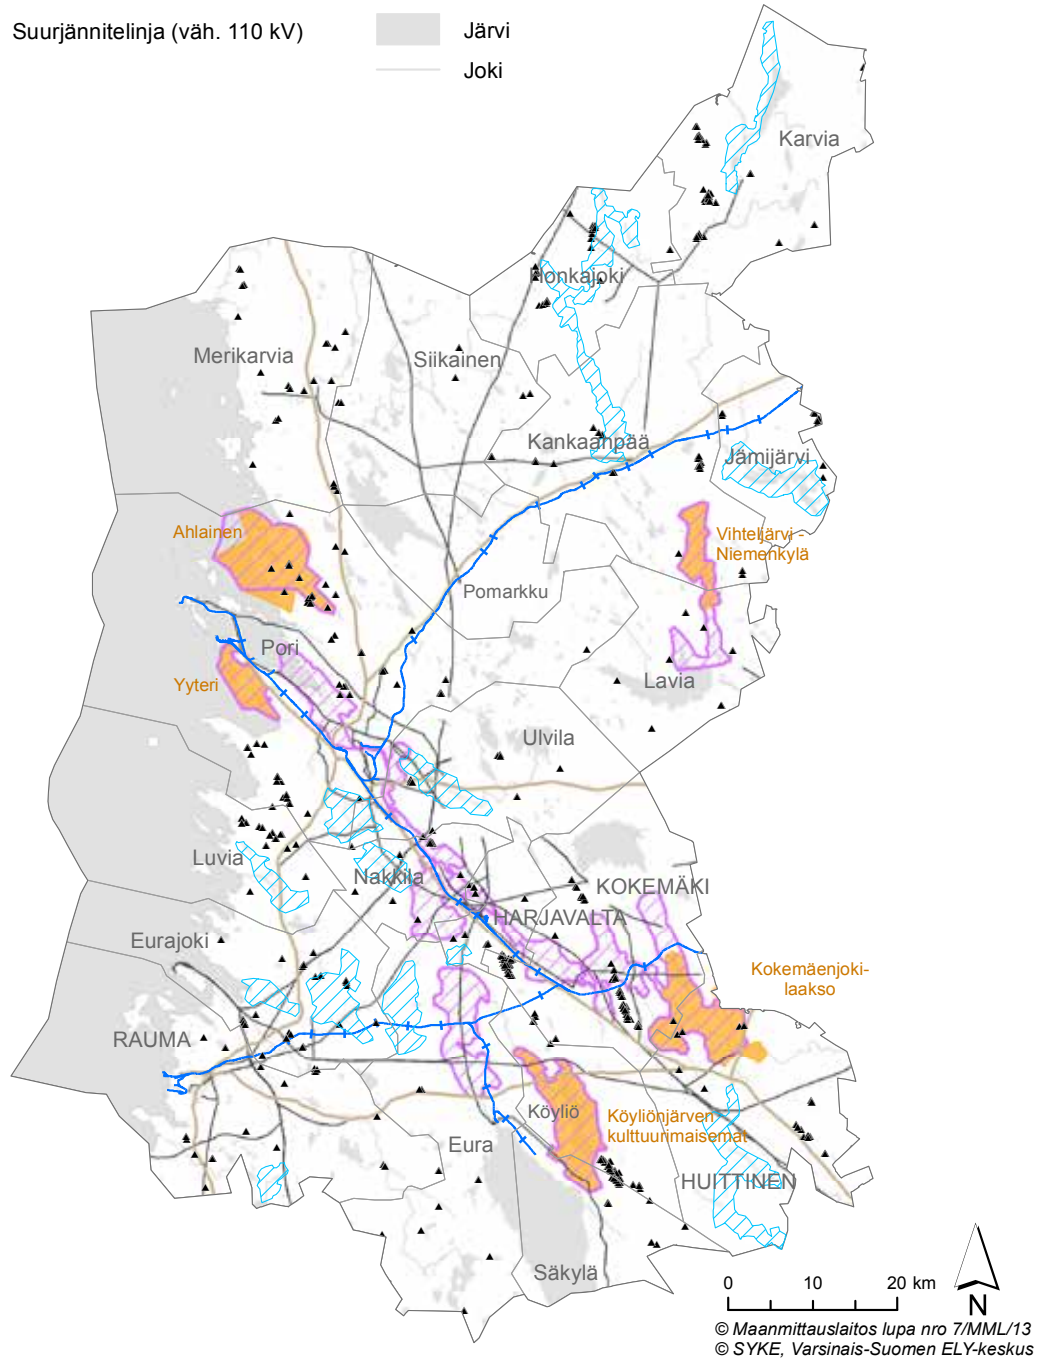 Suurjännitelinja (väh. 110 kV)
Järvi
Joki
Karvia
Honkajoki
Merikarvia
Siikainen
Kankaanpää
Jämijärvi
Ahlainen
Vihteljärvi -
Niemenkylä
Pomarkku
Pori
Yyteri
Lavia
Ulvila
Luvia
Nakkila
KOKEMÄKI
HARJAVALTA
Eurajoki
Kokemäenjoki-
laakso
RAUMA
Köyliö
Köyliönjärven
kulttuurimaisemat
Eura
HUITTINEN
Säkylä
0 10 20 km
N
© Maanmittauslaitos lupa nro 7/MML/13
© SYKE, Varsinais-Suomen ELY-keskus